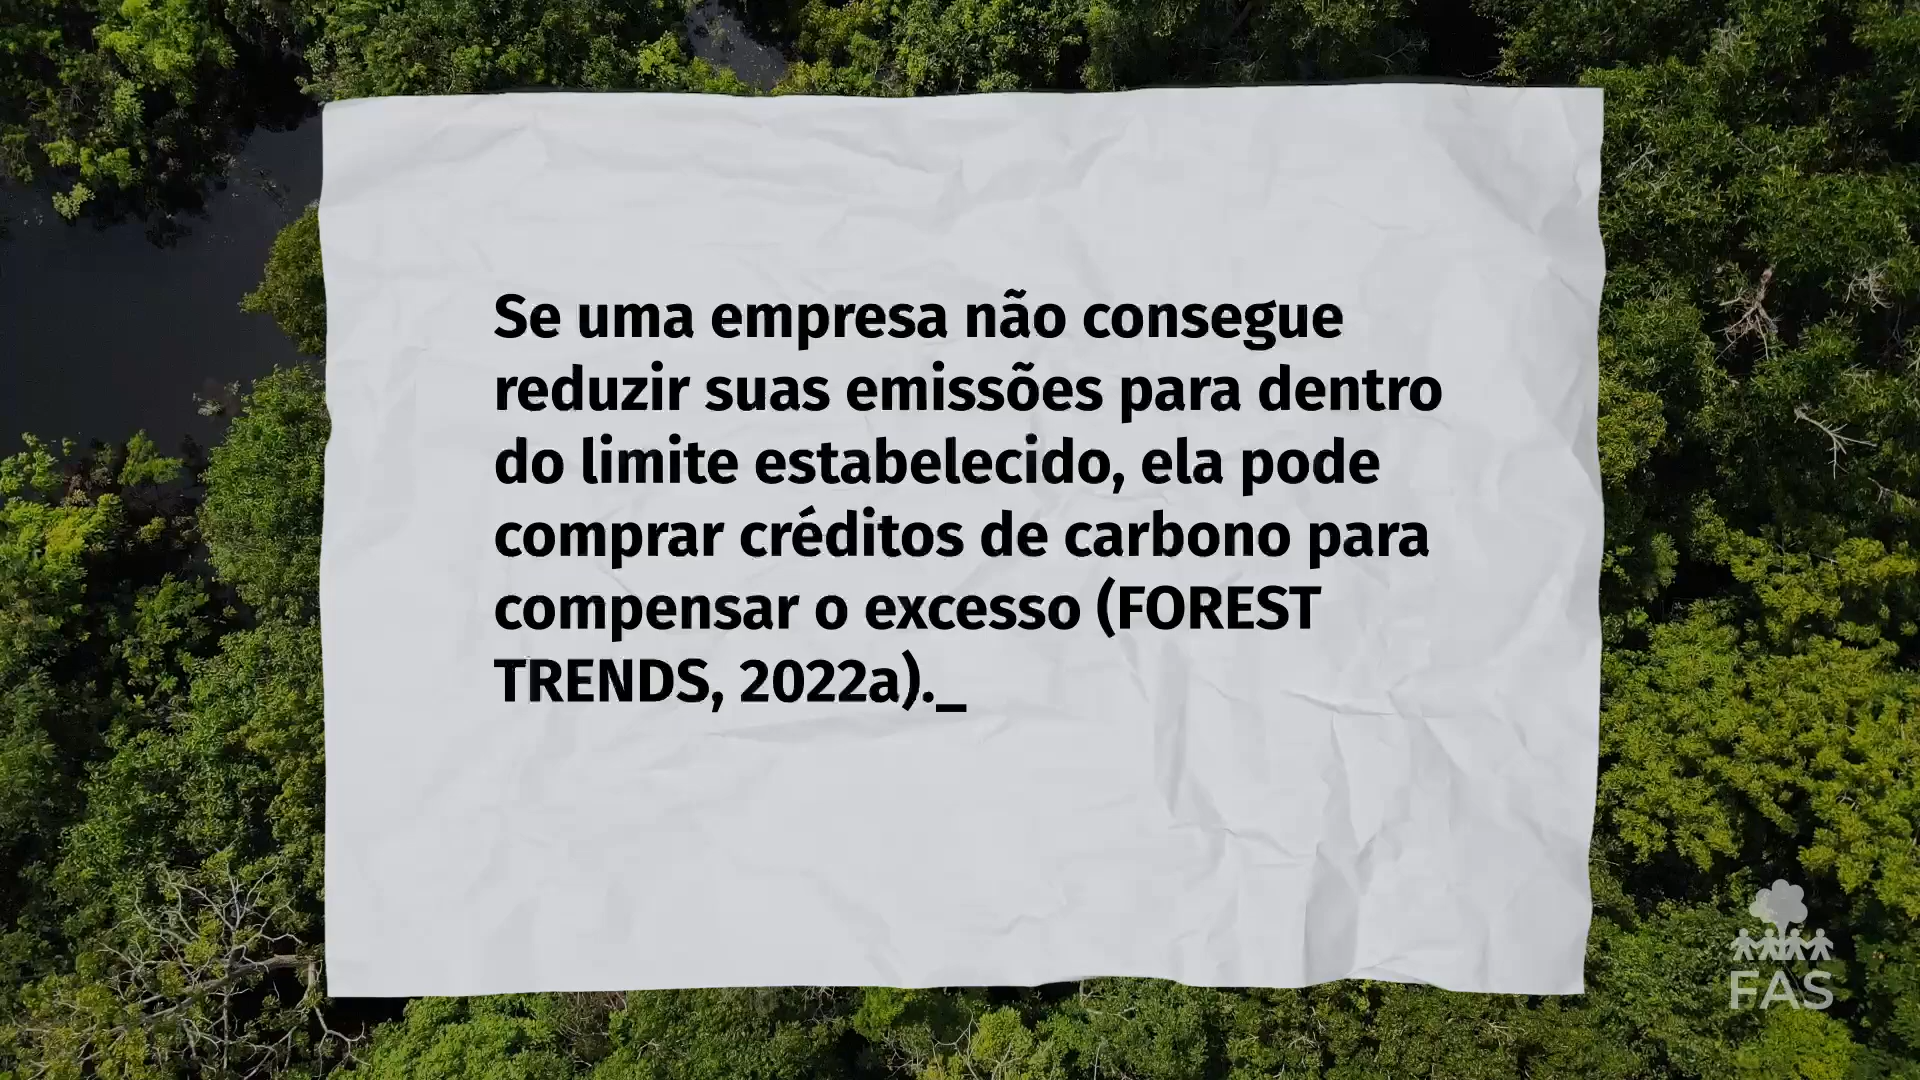 Se uma empresa não consegue
reduzir suas emissões para dentro
do limite estabelecido, ela pode
comprar créditos de carbono para
compensar o excesso (FOREST
TRENDS, 2022a)._
FAS